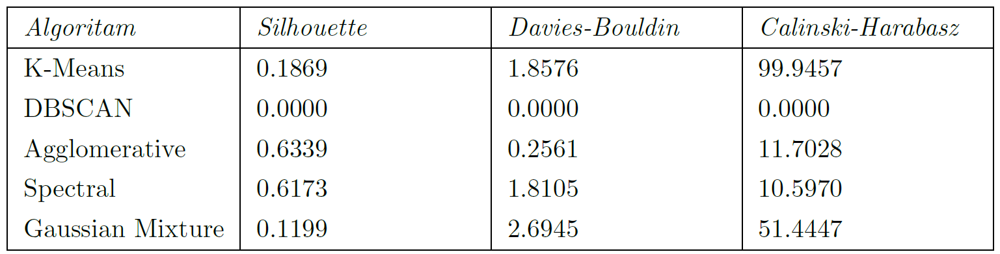 Algoritam Silhouette Davies-Bouldin Calinski-Harabasz
K-Means 0.1869 1.8576 99.9457
DBSCAN 0.0000 0.0000 0.0000
Agglomerative 0.6339 0.2561 11.7028
Spectral 0.6173 1.8105 10.5970
Gaussian Mixture 0.1199 2.6945 51.4447